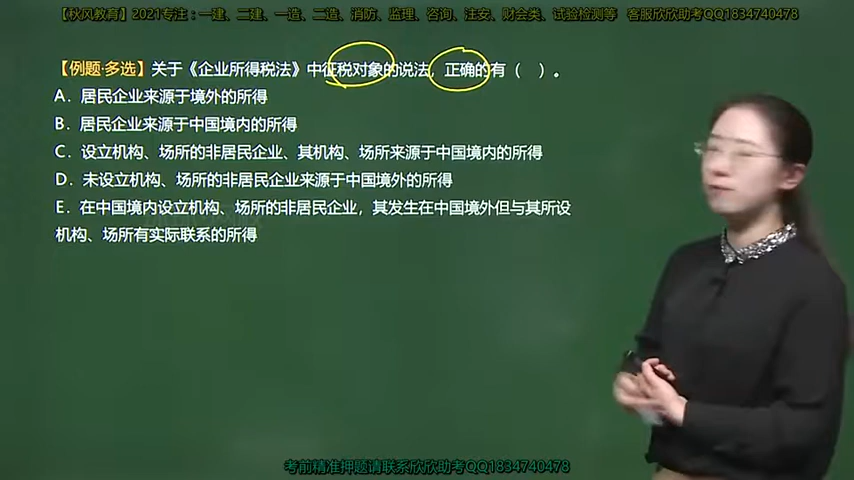 【秋风教育】2021专注：一建、二建、一造、二造、消防、监理、咨询、注安、财会类、试验检测等 客服欣欣助考QQ1834740478
【例题·多选】关于《企业所得税法》中征税对象的说法，正确的有（ ）。
A．居民企业来源于境外的所得
B．居民企业来源于中国境内的所得
C．设立机构、场所的非居民企业、其机构、场所来源于中国境内的所得
D．未设立机构、场所的非居民企业来源于中国境外的所得
E．在中国境内设立机构、场所的非居民企业，其发生在中国境外但与其所设
机构、场所有实际联系的所得
考前精准押题请联系欣欣助考QQ1834740478